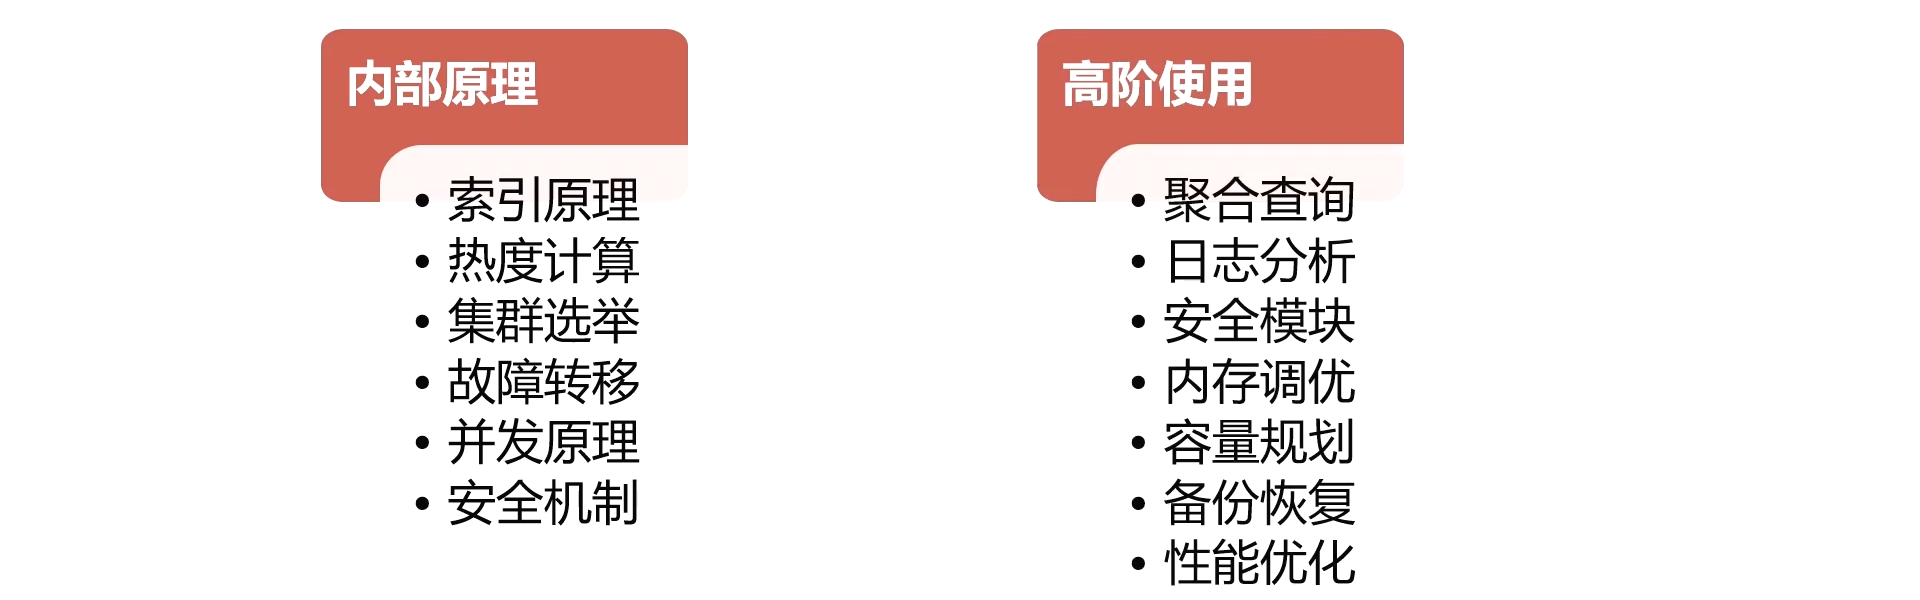 内部原理
• 索引原理
• 热度计算
• 集群选举
• 故障转移
• 并发原理
• 安全机制
高阶使用
• 聚合查询
• 日志分析
• 安全模块
• 内存调优
• 容量规划
• 备份恢复
• 性能优化